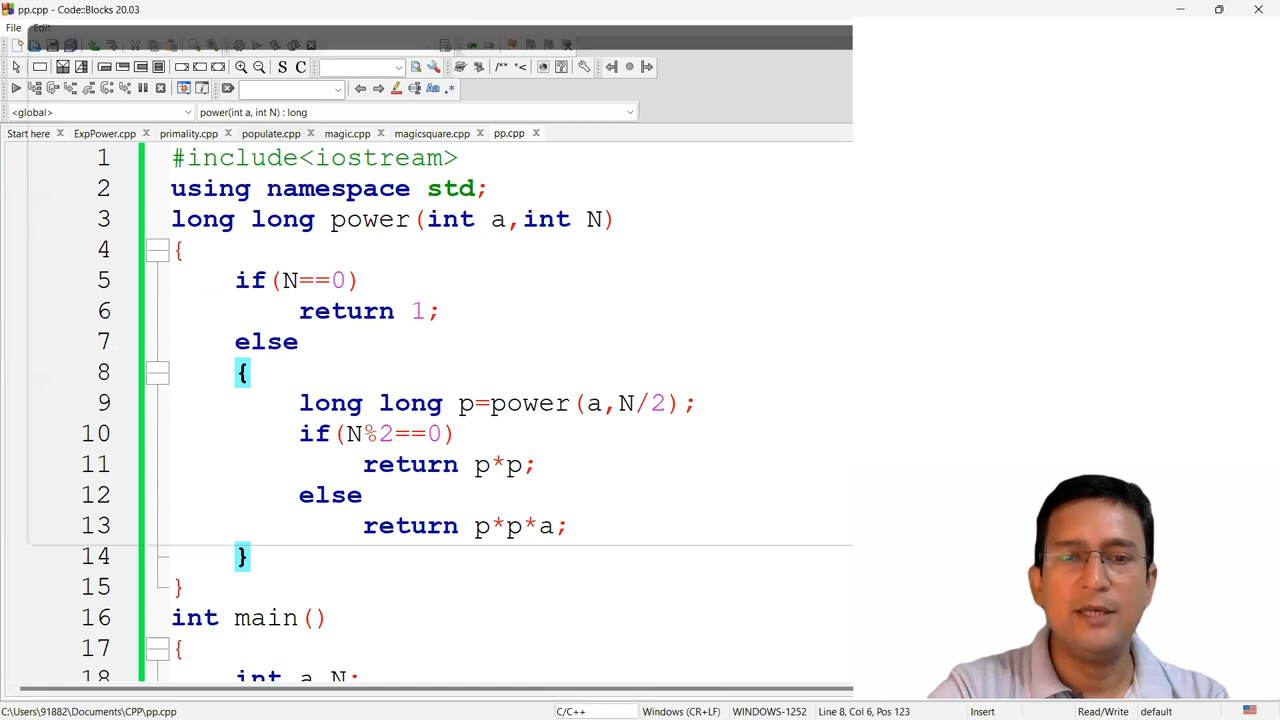 pp.cpp - Code::Blocks 20.03
File Edit
/** *<
S C
Aa .*
<global> power(int a, int N) : long
Start here ExpPower.cpp primality.cpp populate.cpp magic.cpp magicsquare.cpp pp.cpp
1 #include<iostream>
2 using namespace std;
3 long long power(int a,int N)
4 {
5 if(N==0)
6 return 1;
7 else
8 {
9 long long p=power(a,N/2);
10 if(N%2==0)
11 return p*p;
12 else
13 return p*p*a;
14 }
15 }
16 int main()
17 {
18 int a N;
C:\Users\91882\Documents\CPP\pp.cpp C/C++ Windows (CR+LF) WINDOWS-1252 Line 8, Col 6, Pos 123 Insert Read/Write default